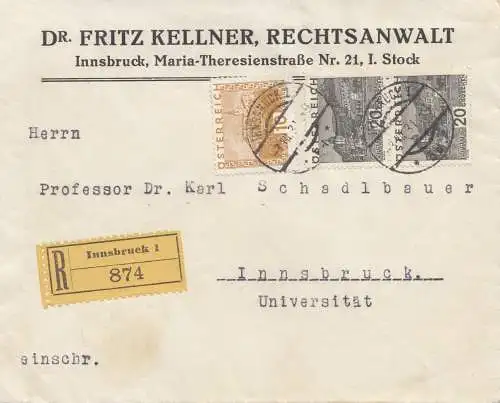 DR. FRITZ KELLNER, RECHTSANWALT
Innsbruck, Maria-Theresienstraße Nr. 21, I. Stock
ÖSTERREICH
ÖSTERREICH 20
ÖSTERREICH 20
Herrn
Professor Dr. Karl Schadlbauer
Innsbruck 1
R 874
Innsbruck.
Universität
einschr.